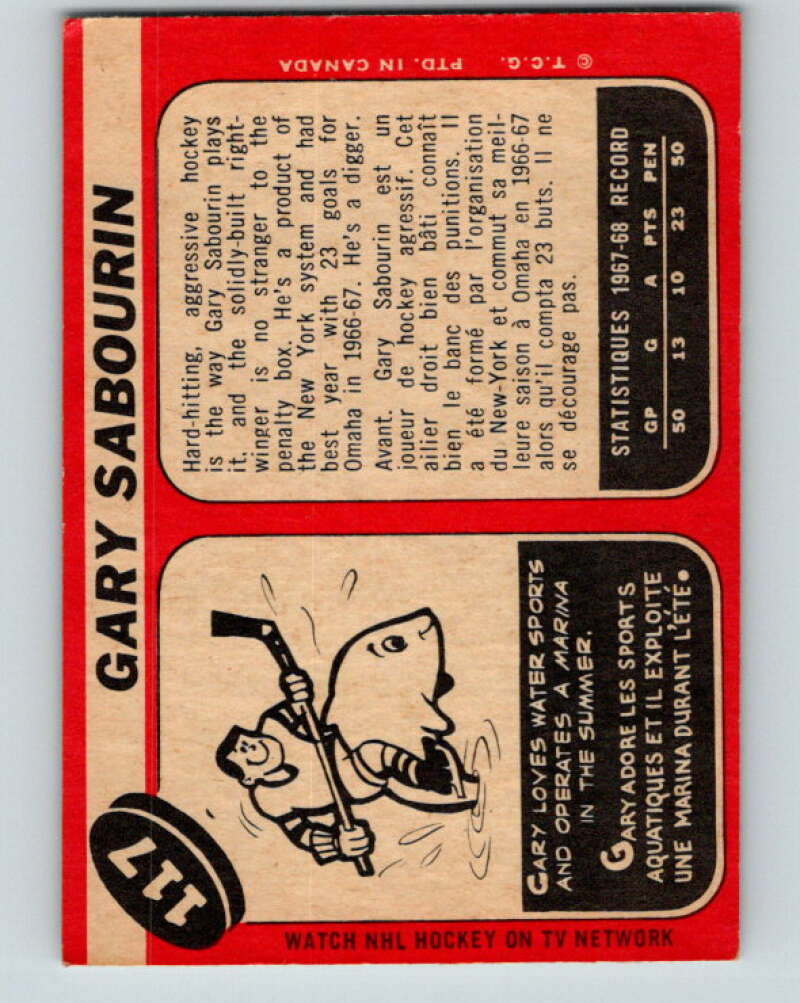 117
GARY SABOURIN
GARY LOVES WATER SPORTS
AND OPERATES A MARINA
IN THE SUMMER.
GARY ADORE LES SPORTS
AQUATIQUES ET IL EXPLOITE
UNE MARINA DURANT L'ÉTÉ.
Hard-hitting, aggressive hockey
is the way Gary Sabourin plays
it, and the solidly-built right-
winger is no stranger to the
penalty box. He's a product of
the New York system and had
best year with 23 goals for
Omaha in 1966-67. He's a digger.
Avant. Gary Sabourin est un
joueur de hockey agressif. Cet
ailier droit bien bâti connaît
bien le banc des punitions. Il
a été formé par l'organisation
du New-York et commut sa meil-
leure saison à Omaha en 1966-67
alors qu'il compta 23 buts. Il ne
se décourage pas.
STATISTIQUES 1967-68 RECORD
GP G A PTS PEN
50 13 10 23 50
WATCH NHL HOCKEY ON TV NETWORK
© T.C.G. PTD. IN CANADA